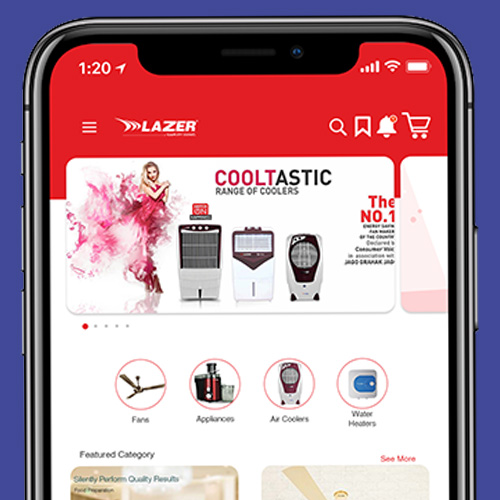 1:20
LAZER
COOLTASTIC
RANGE OF COOLERS
The
NO.1
ENERGY SAVING
FAN MAKER
OF THE COUNTRY
Declared b
Consumer Voic
in association wit
JAGO GRAHAK JAG
Fans
Appliances
Air Coolers
Water
Heaters
Featured Category
See More
Silently Perform Quality Results
Food Preparation